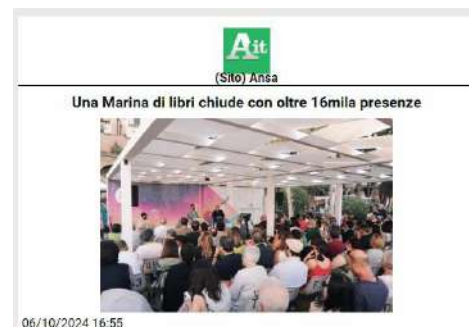 Ait
(Sito) Ansa
Una Marina di libri chiude con oltre 16mila presenze
06/10/2024 16:55